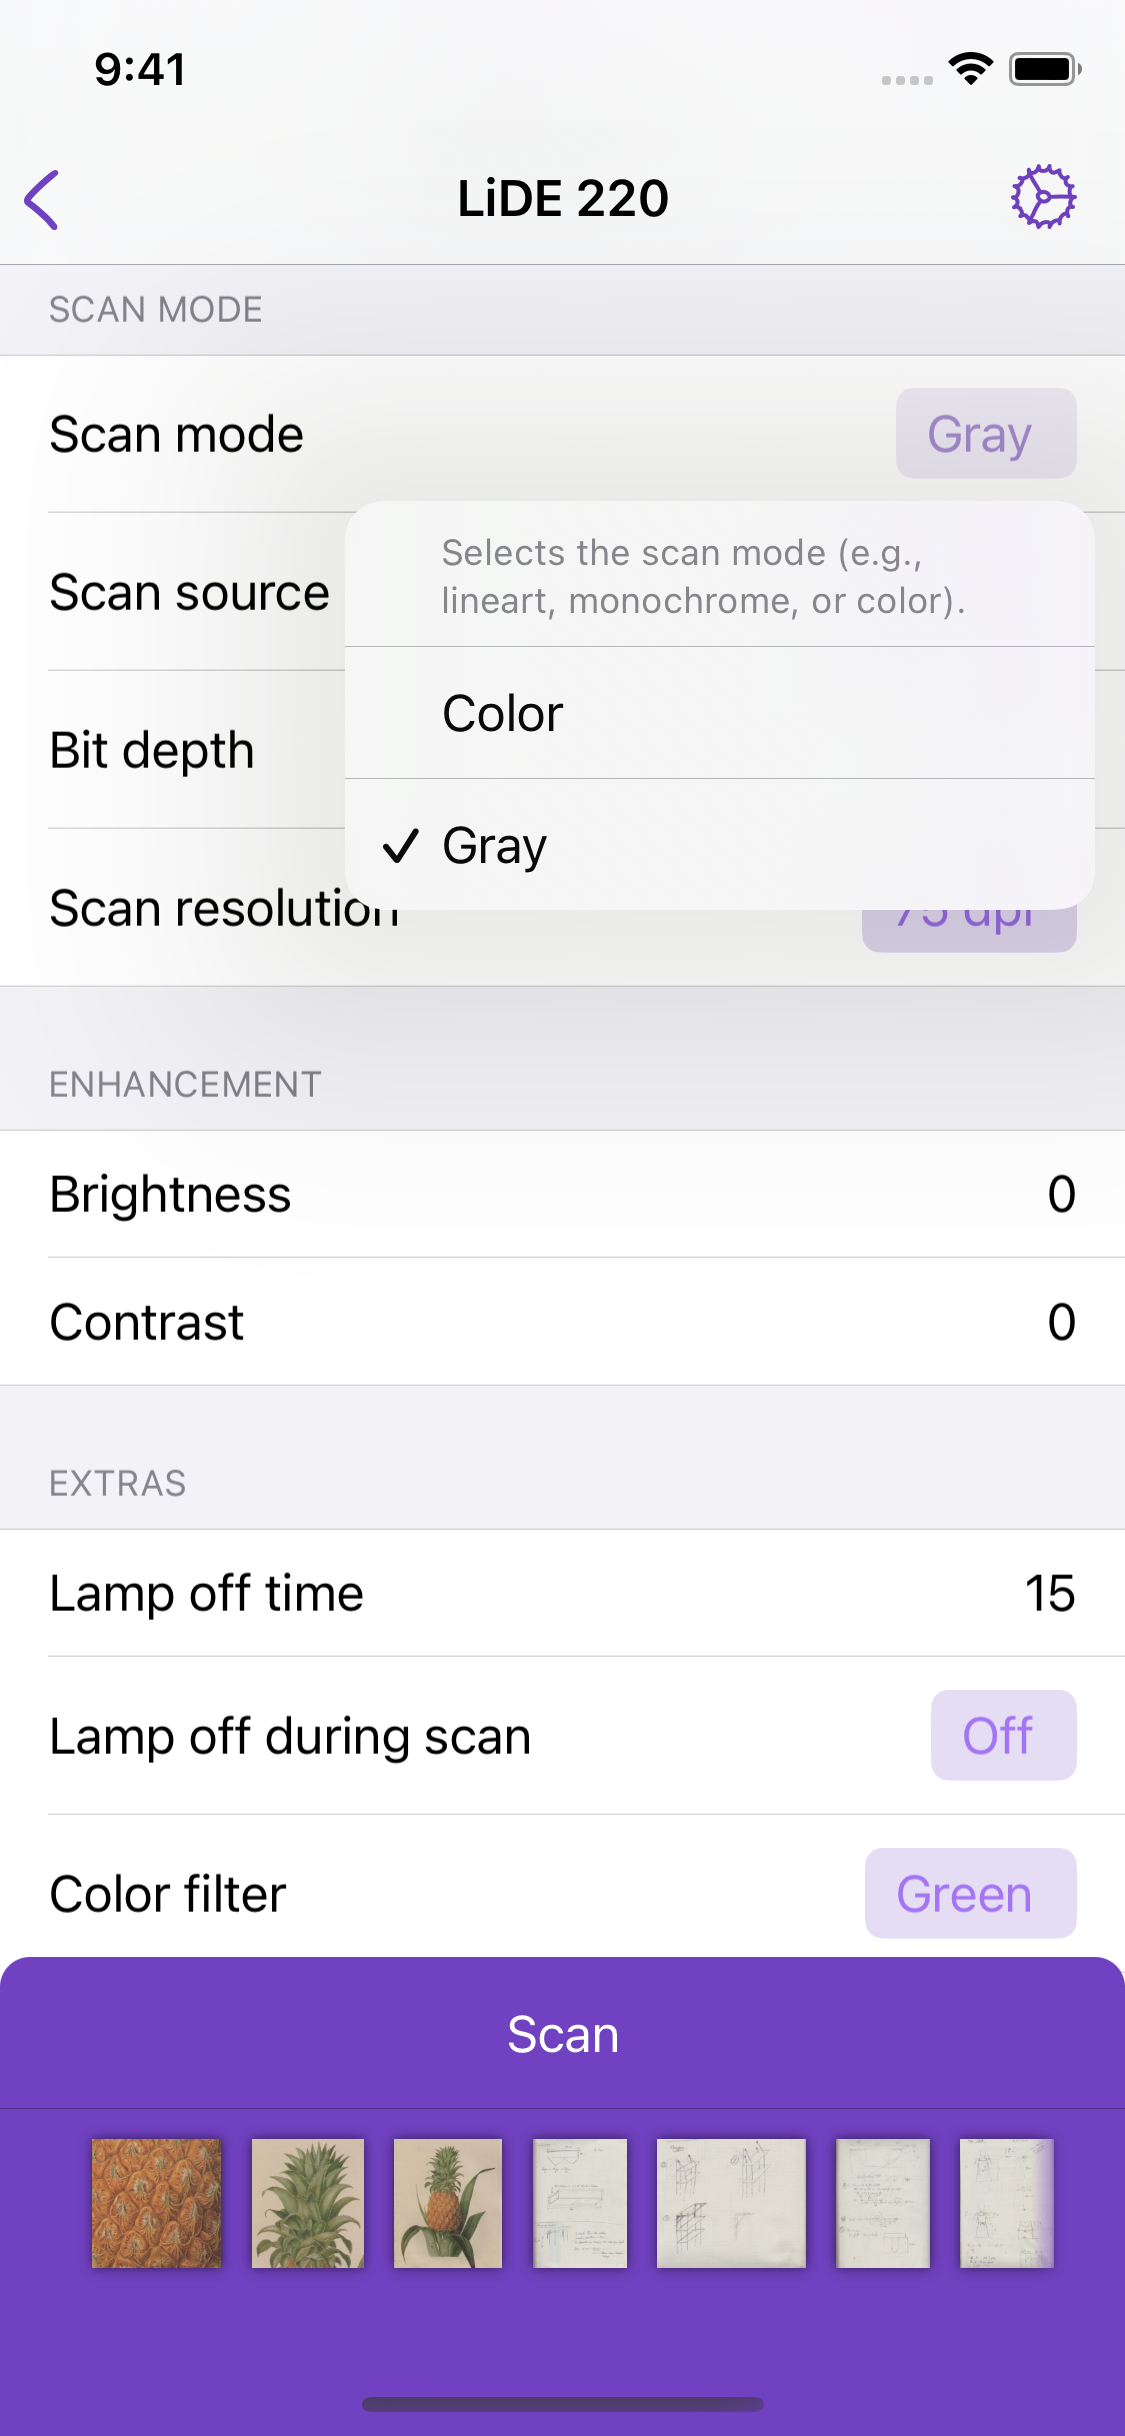 9:41
LiDE 220
SCAN MODE
Scan mode
Gray
Selects the scan mode (e.g.,
lineart, monochrome, or color).
Scan source
Color
Bit depth
Gray
Scan resolution
75 dpi
ENHANCEMENT
Brightness
0
Contrast
0
EXTRAS
Lamp off time
15
Lamp off during scan
Off
Color filter
Green
Scan